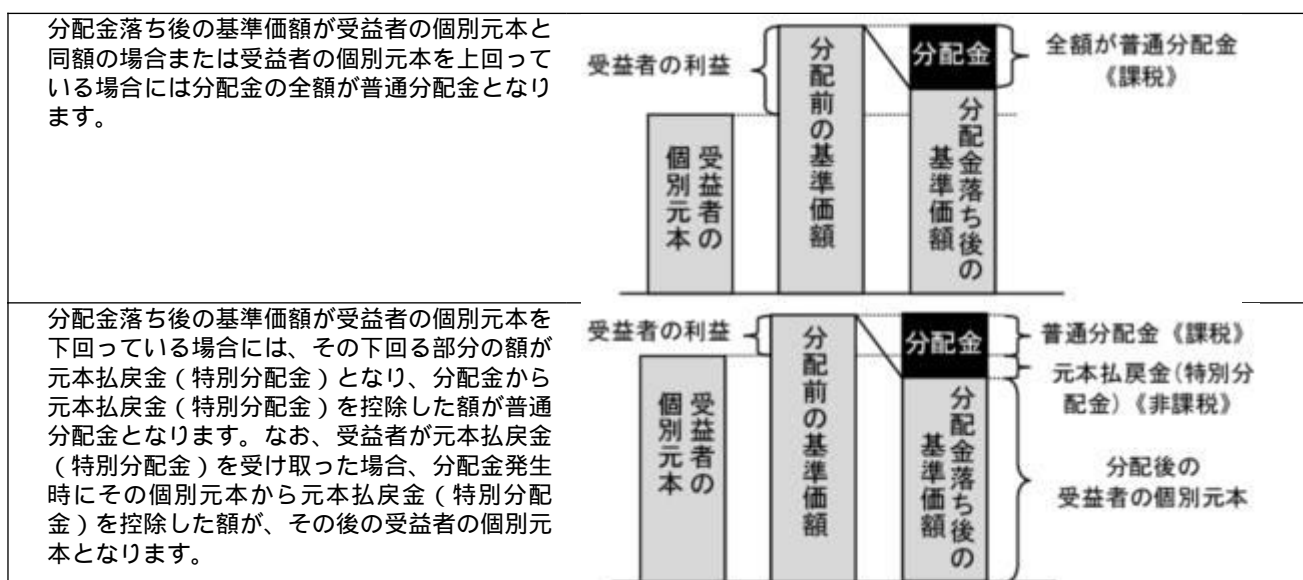 分配金落ち後の基準価額が受益者の個別元本と
同額の場合または受益者の個別元本を上回って
いる場合には分配金の全額が普通分配金となり
ます。
受益者の利益
受益者の
個別元本
分配前の基準価額
分配金
分配金落ち後の
基準価額
全額が普通分配金
《課税》
分配金落ち後の基準価額が受益者の個別元本を
下回っている場合には、その下回る部分の額が
元本払戻金(特別分配金)となり、分配金から
元本払戻金(特別分配金)を控除した額が普通
分配金となります。なお、受益者が元本払戻金
(特別分配金)を受け取った場合、分配金発生
時にその個別元本から元本払戻金(特別分配
金)を控除した額が、その後の受益者の個別元
本となります。
受益者の利益
受益者の
個別元本
分配前の基準価額
分配金
分配金落ち後の
基準価額
普通分配金《課税》
元本払戻金(特別分
配金)《非課税》
分配後の
受益者の個別元本